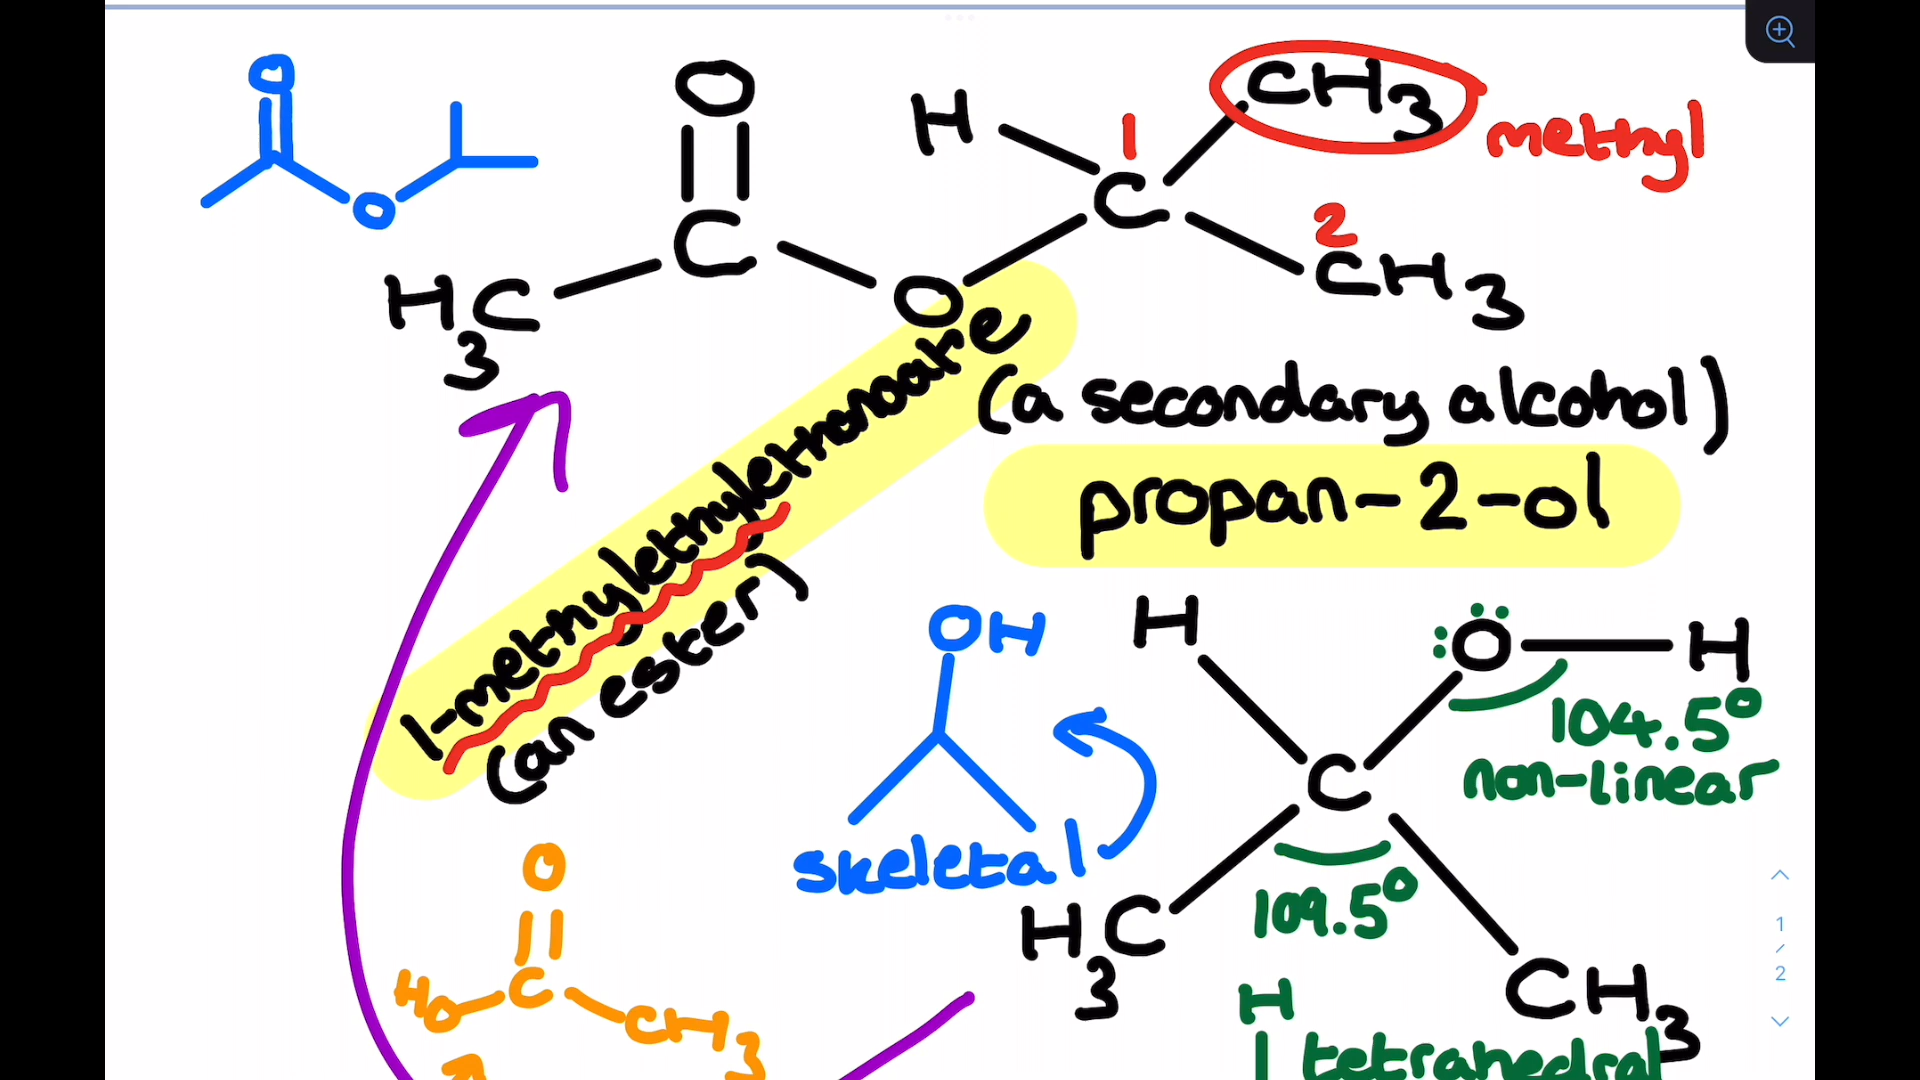 O
O
O
C
H3C
O
H
C
1
CH3
methyl
2
CH3
1-methylethylethanoate
(an ester)
(a secondary alcohol)
propan-2-ol
OH
skeletal
H
O
H
104.5°
non-linear
C
109.5°
H3C
CH3
H
tetrahedral
O
HO
C
CH3
1
/
2